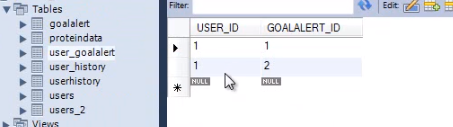 Tables
goalalert
proteindata
user_goalalert
user_history
userhistory
users
users_2
Views
Filter:
Edit:
USER_ID GOALALERT_ID
1 1
1 2
NULL NULL